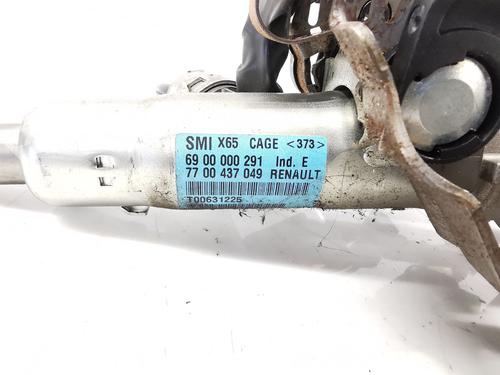 SMI X65 CAGE <373>
69 00 000 291 Ind. E
77 00 437 049 RENAULT
T00631225